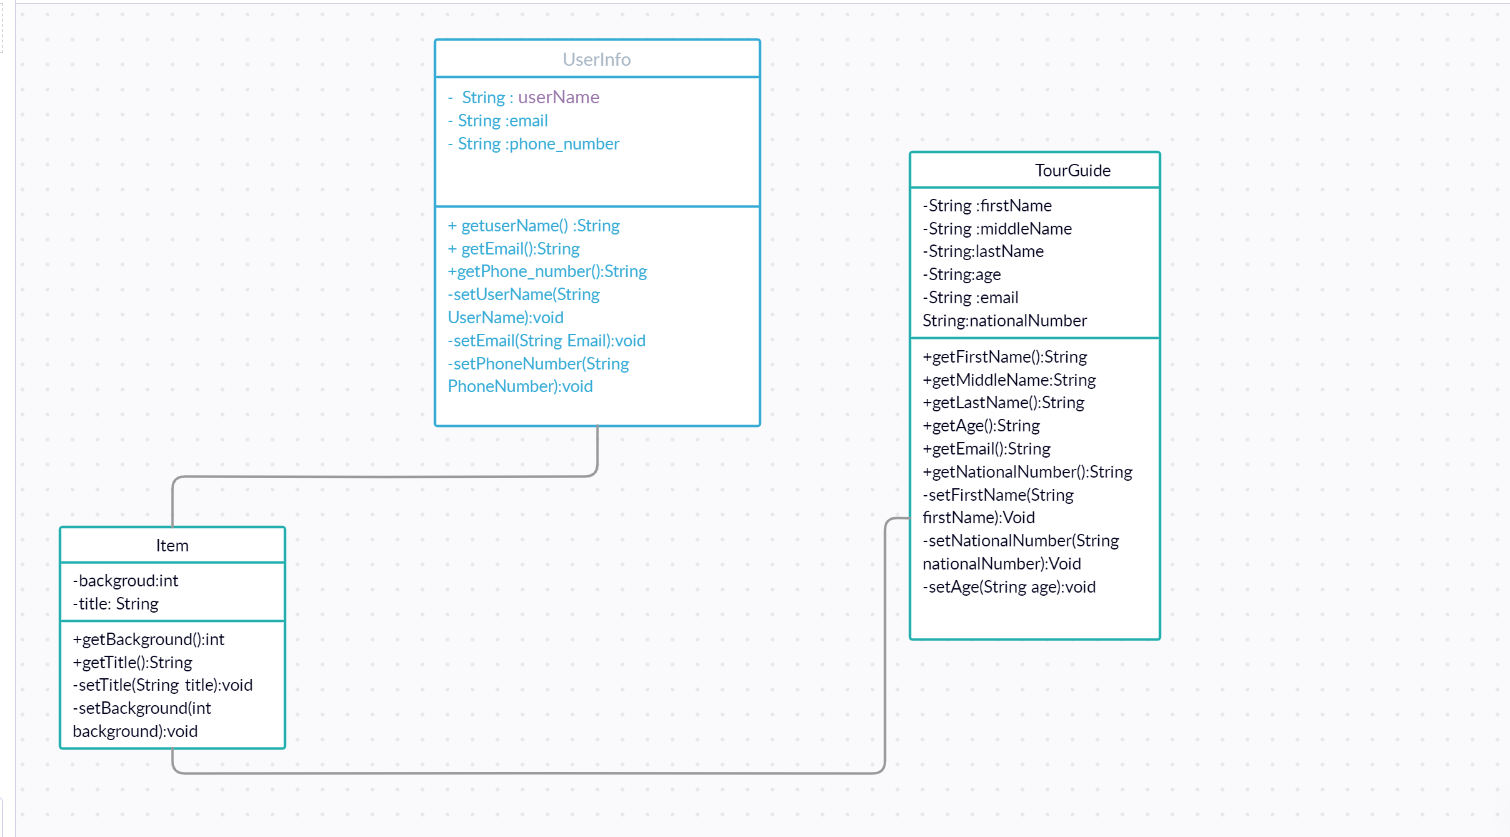 UserInfo
- String : userName
- String :email
- String :phone_number
+ getuserName() :String
+ getEmail():String
+getPhone_number():String
-setUserName(String
UserName):void
-setEmail(String Email):void
-setPhoneNumber(String
PhoneNumber):void
TourGuide
-String :firstName
-String :middleName
-String:lastName
-String:age
-String :email
String:nationalNumber
+getFirstName():String
+getMiddleName:String
+getLastName():String
+getAge():String
+getEmail():String
+getNationalNumber():String
-setFirstName(String
firstName):Void
-setNationalNumber(String
nationalNumber):Void
-setAge(String age):void
Item
-backgroud:int
-title: String
+getBackground():int
+getTitle():String
-setTitle(String title):void
-setBackground(int
background):void